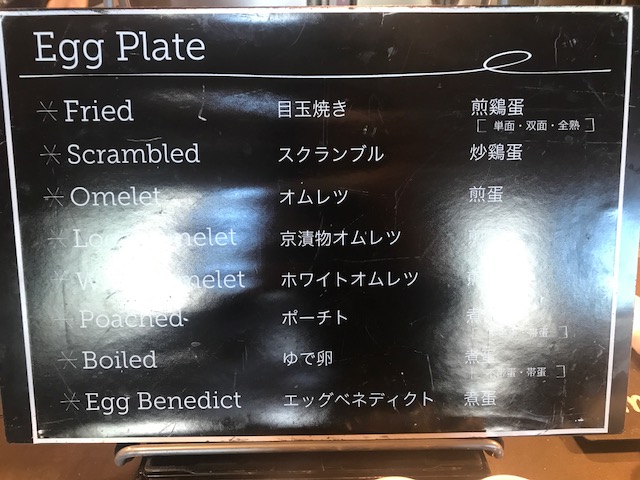 Egg Plate
Fried 目玉焼き 煎鶏蛋
[単面・双面・全熟]
Scrambled スクランブル 炒鶏蛋
Omelet オムレツ 煎蛋
京漬物オムレツ
ホワイトオムレツ
Poached ポーチト
Boiled ゆで卵 煮蛋
Egg Benedict エッグベネディクト 煮蛋